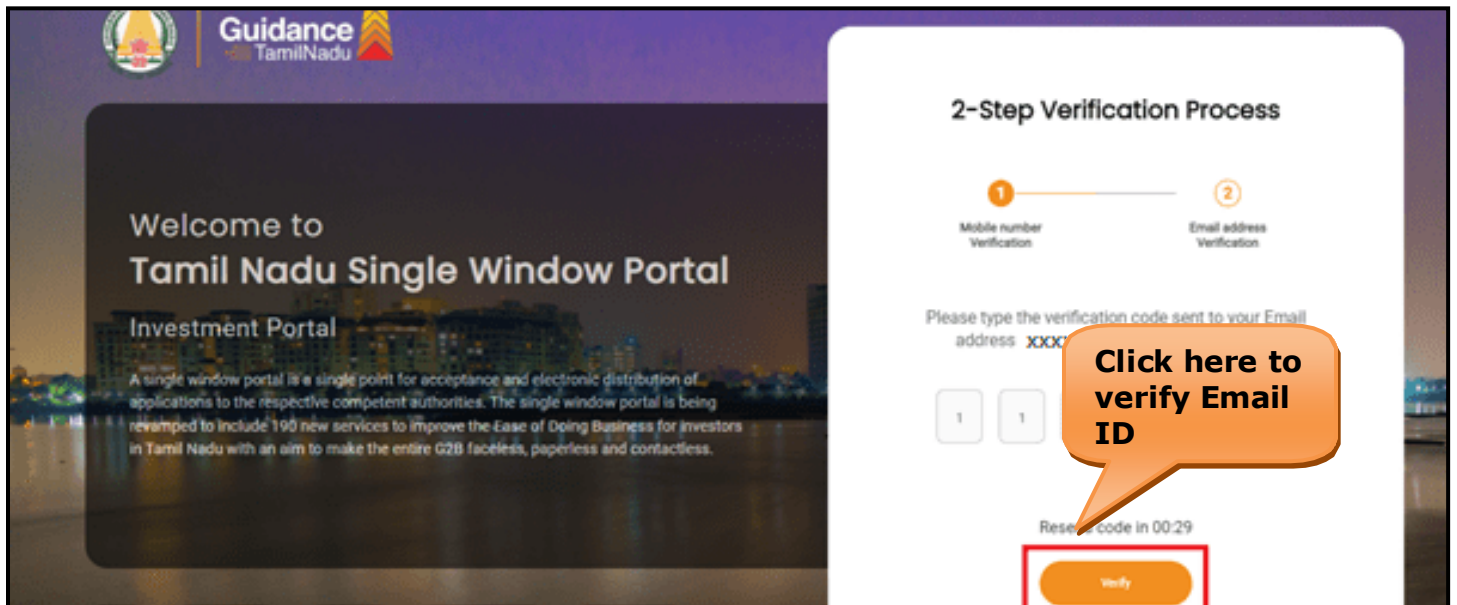 Guidance
TamilNadu
Welcome to
Tamil Nadu Single Window Portal
Investment Portal
A single window portal is a single point for acceptance and electronic distribution of
applications to the respective competent authorities. The single window portal is being
revamped to include 190 new services to improve the Ease of Doing Business for Investors
in Tamil Nadu with an aim to make the entire G2B faceless, paperless and contactless.
2-Step Verification Process
1
2
Mobile number
Verification
Email address
Verification
Please type the verification code sent to your Email
address XXX
1 1
Click here to
verify Email
ID
code in 00:29
Verify